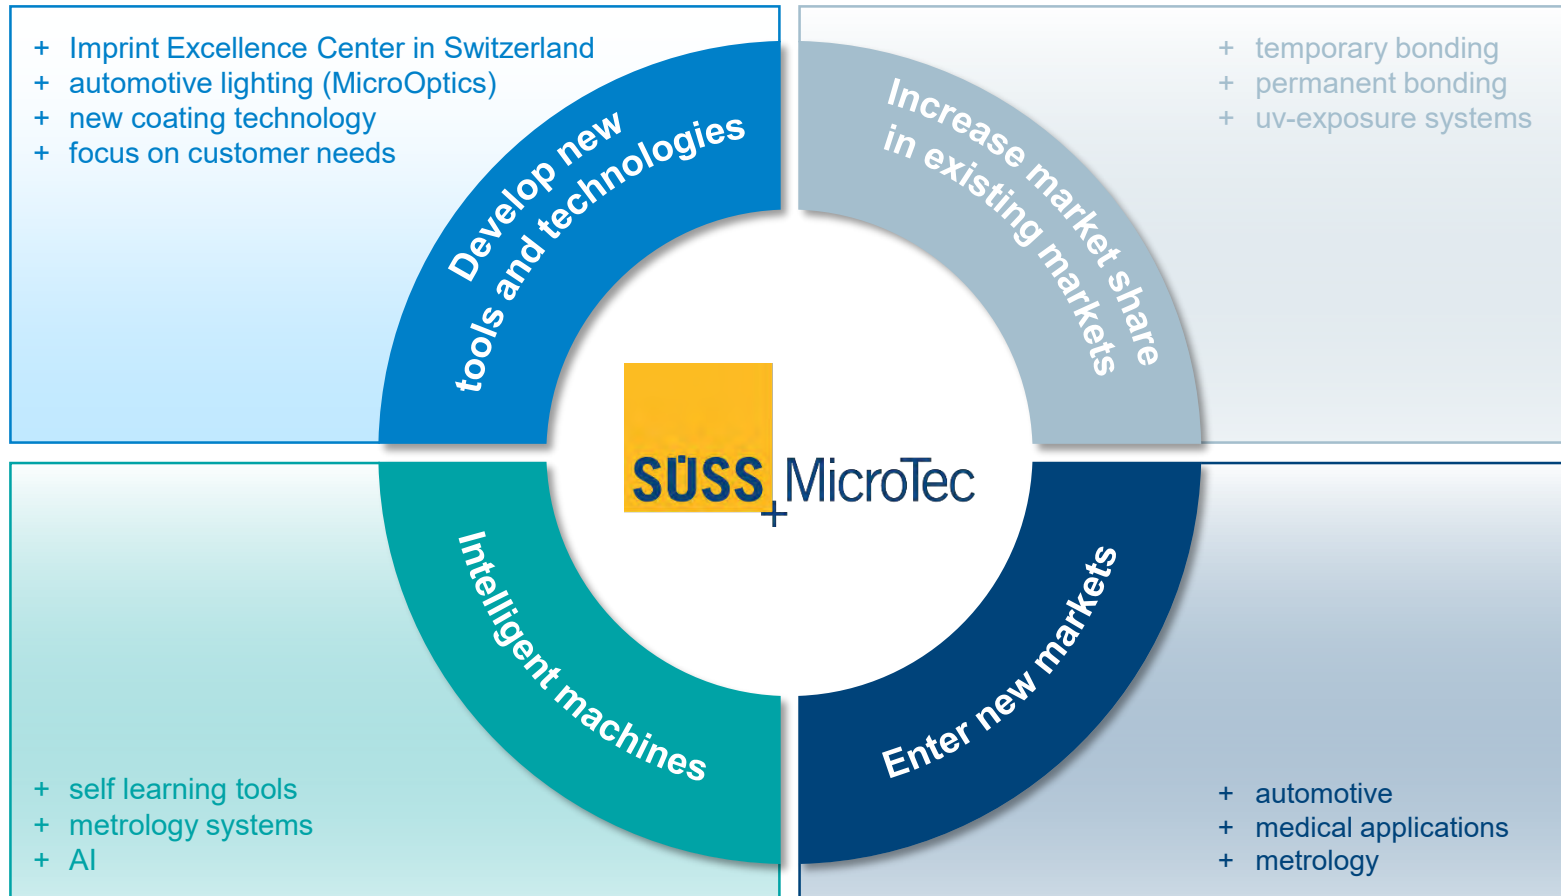 + Imprint Excellence Center in Switzerland
+ automotive lighting (MicroOptics)
+ new coating technology
+ focus on customer needs
Develop new
tools and technologies
+ temporary bonding
+ permanent bonding
+ uv-exposure systems
Increase market share
in existing markets
SÜSS MicroTec
+
Intelligent machines
+ self learning tools
+ metrology systems
+ AI
Enter new markets
+ automotive
+ medical applications
+ metrology